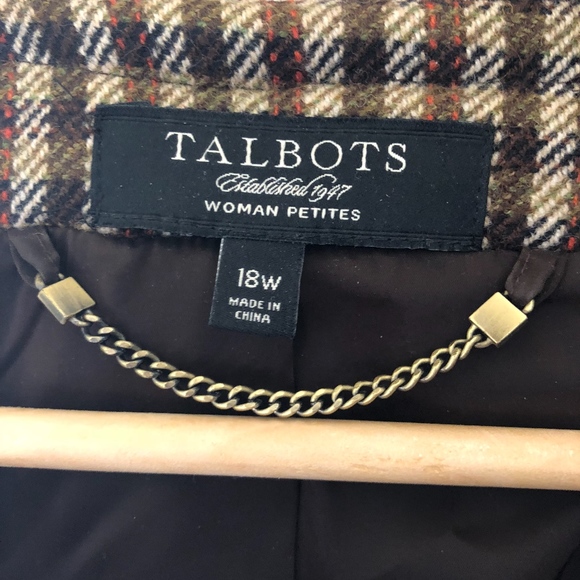 TALBOTS
Established 1947
WOMAN PETITES
18W
MADE IN
CHINA